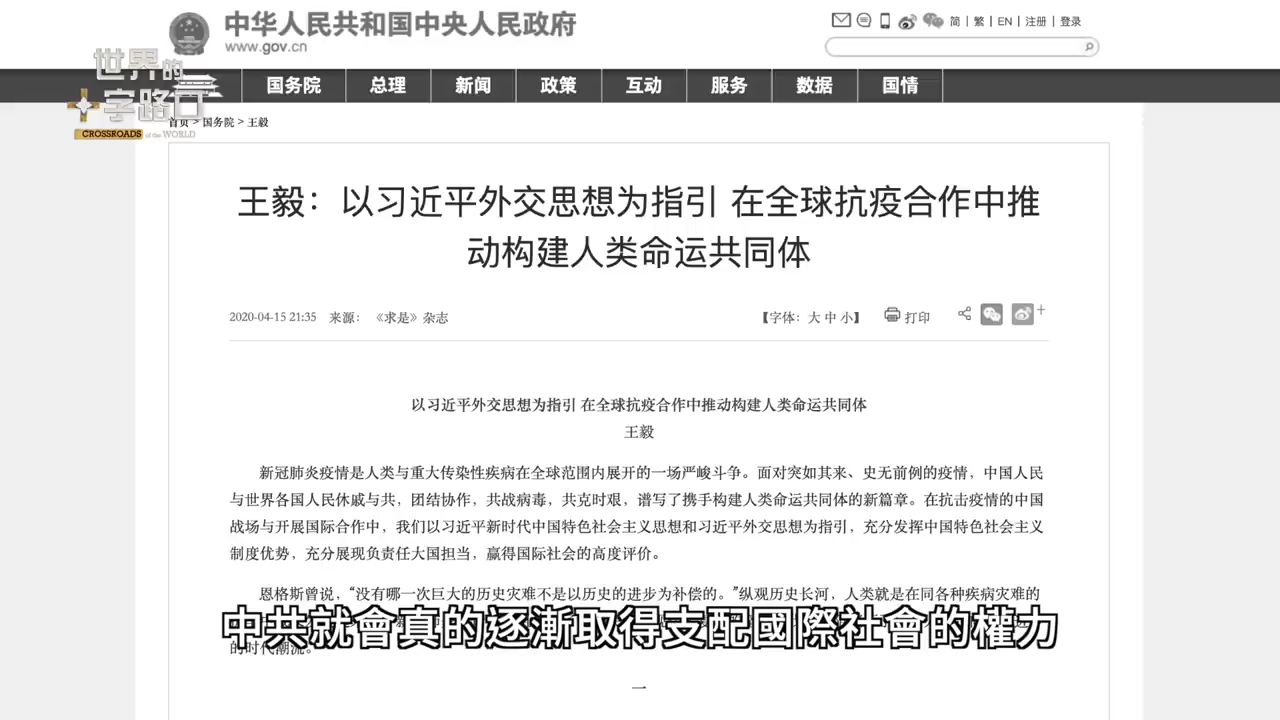 中华人民共和国中央人民政府
www.gov.cn
简 | 繁 | EN | 注册 | 登录
世界的
十字路口
CROSSROADS of the WORLD
国务院 总理 新闻 政策 互动 服务 数据 国情
首页 > 国务院 > 王毅
王毅：以习近平外交思想为指引 在全球抗疫合作中推
动构建人类命运共同体
2020-04-15 21:35 来源：《求是》杂志
【字体：大 中 小】 打印
以习近平外交思想为指引 在全球抗疫合作中推动构建人类命运共同体
王毅
新冠肺炎疫情是人类与重大传染性疾病在全球范围内展开的一场严峻斗争。面对突如其来、史无前例的疫情，中国人民
与世界各国人民休戚与共，团结协作，共战病毒，共克时艰，谱写了携手构建人类命运共同体的新篇章。在抗击疫情的中国
战场与开展国际合作中，我们以习近平新时代中国特色社会主义思想和习近平外交思想为指引，充分发挥中国特色社会主义
制度优势，充分展现负责任大国担当，赢得国际社会的高度评价。
恩格斯曾说，“没有哪一次巨大的历史灾难不是以历史的进步为补偿的。”纵观历史长河，人类就是在同各种疾病灾难的
中共就會真的逐漸取得支配國際社會的權力
的时代潮流。
一